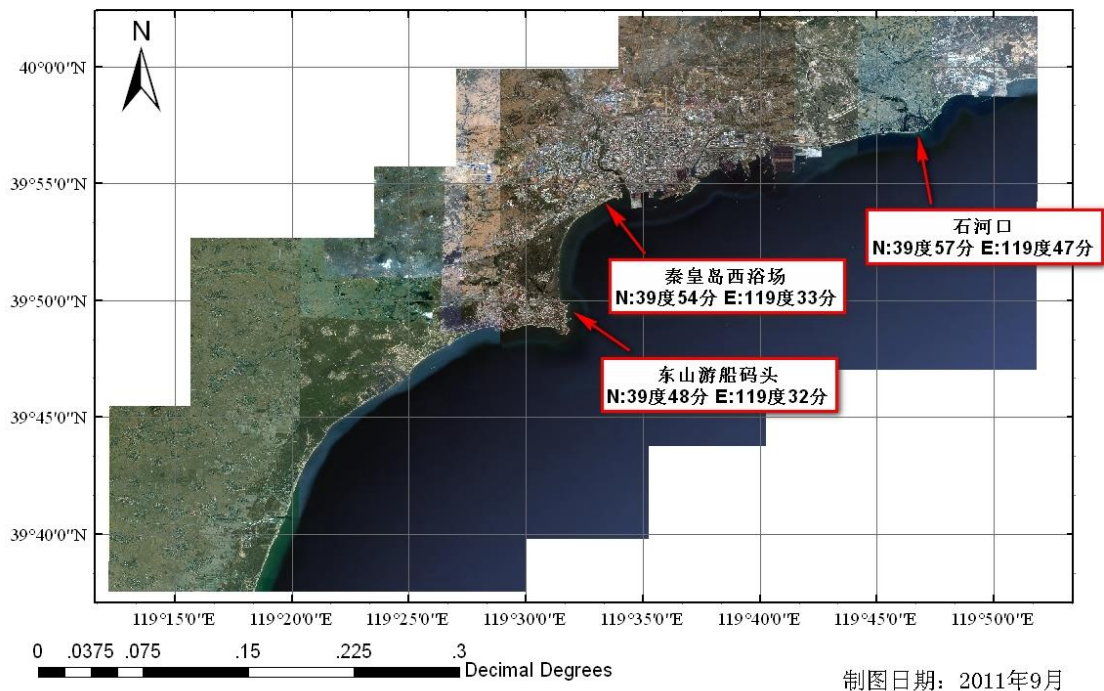 N
40°0'0"N
39°55'0"N
39°50'0"N
39°45'0"N
39°40'0"N
石河口
N:39度57分 E:119度47分
秦皇岛西浴场
N:39度54分 E:119度33分
东山游船码头
N:39度48分 E:119度32分
119°15'0"E 119°20'0"E 119°25'0"E 119°30'0"E 119°35'0"E 119°40'0"E 119°45'0"E 119°50'0"E
0 .0375 .075 .15 .225 .3
Decimal Degrees
制图日期：2011年9月